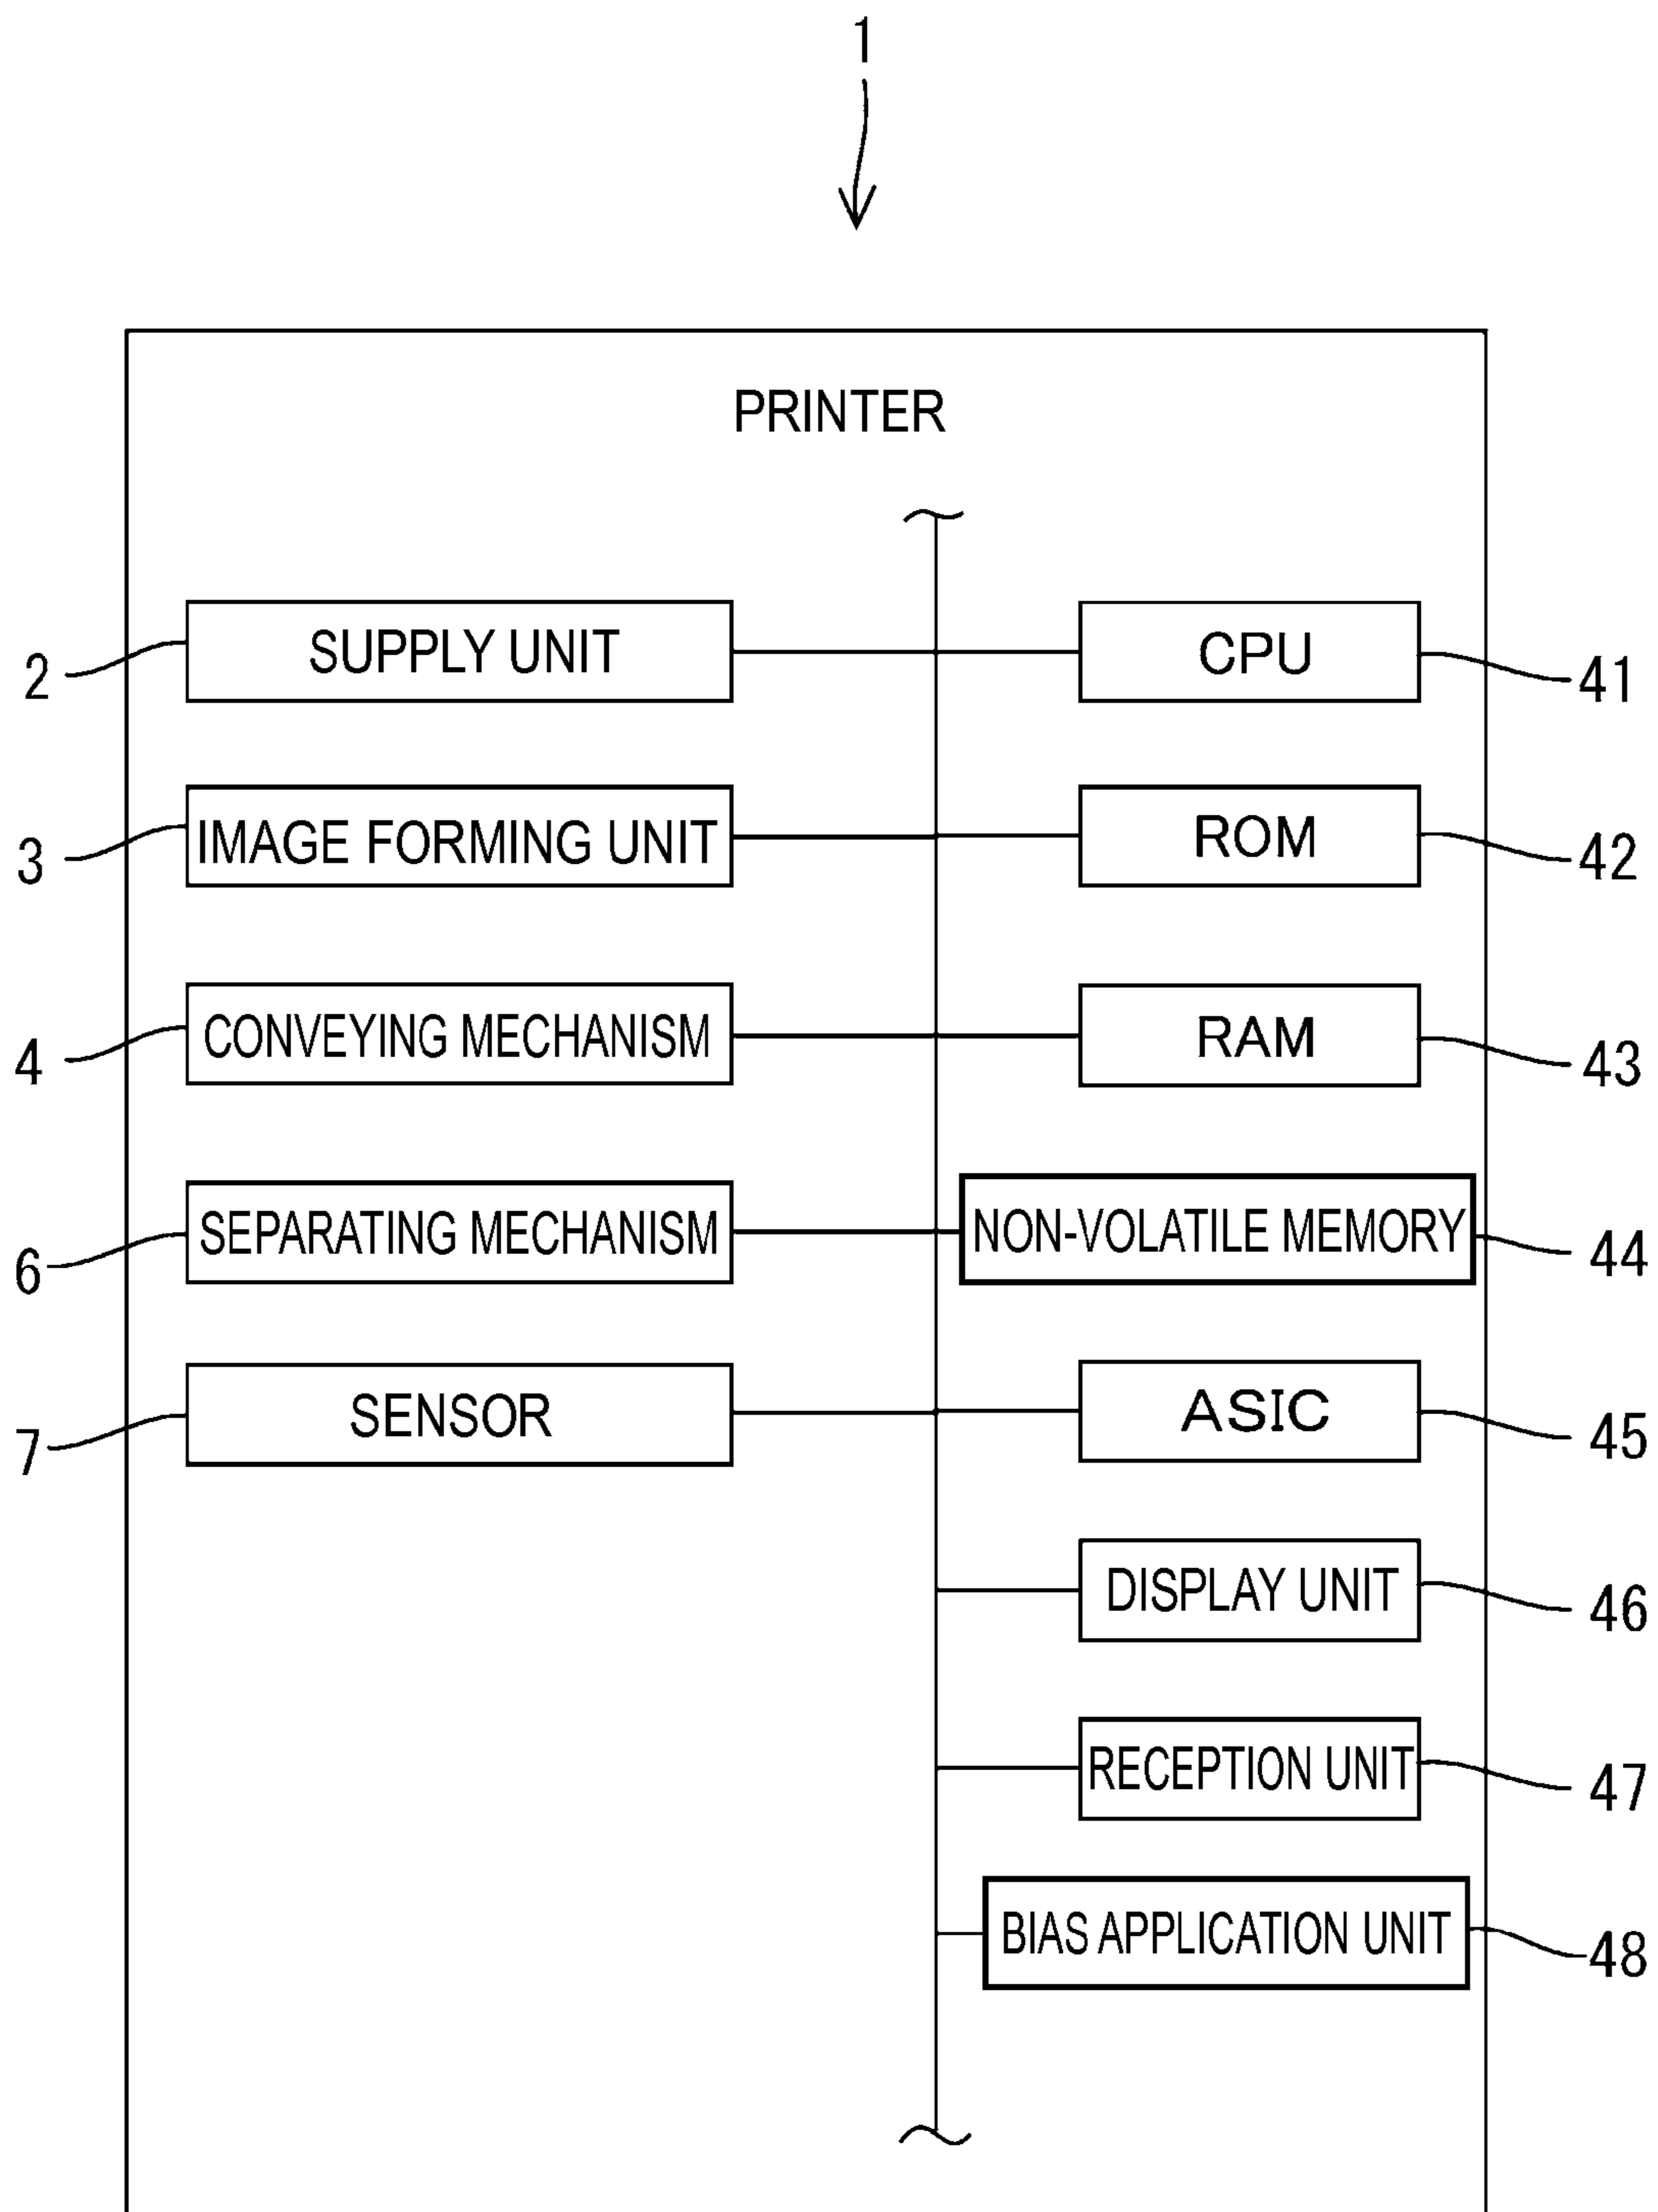 1
PRINTER
2 SUPPLY UNIT CPU 41
3 IMAGE FORMING UNIT ROM 42
4 CONVEYING MECHANISM RAM 43
6 SEPARATING MECHANISM NON-VOLATILE MEMORY 44
7 SENSOR ASIC 45
DISPLAY UNIT 46
RECEPTION UNIT 47
BIAS APPLICATION UNIT 48